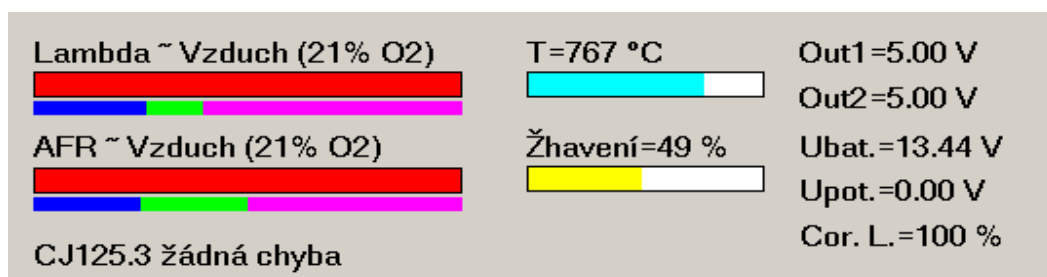 Lambda ~ Vzduch (21% O2)
AFR ~ Vzduch (21% O2)
CJ125.3 žádná chyba
T=767 °C
Žhavení=49 %
Out1=5.00 V
Out2=5.00 V
Ubat.=13.44 V
Upot.=0.00 V
Cor. L.=100 %